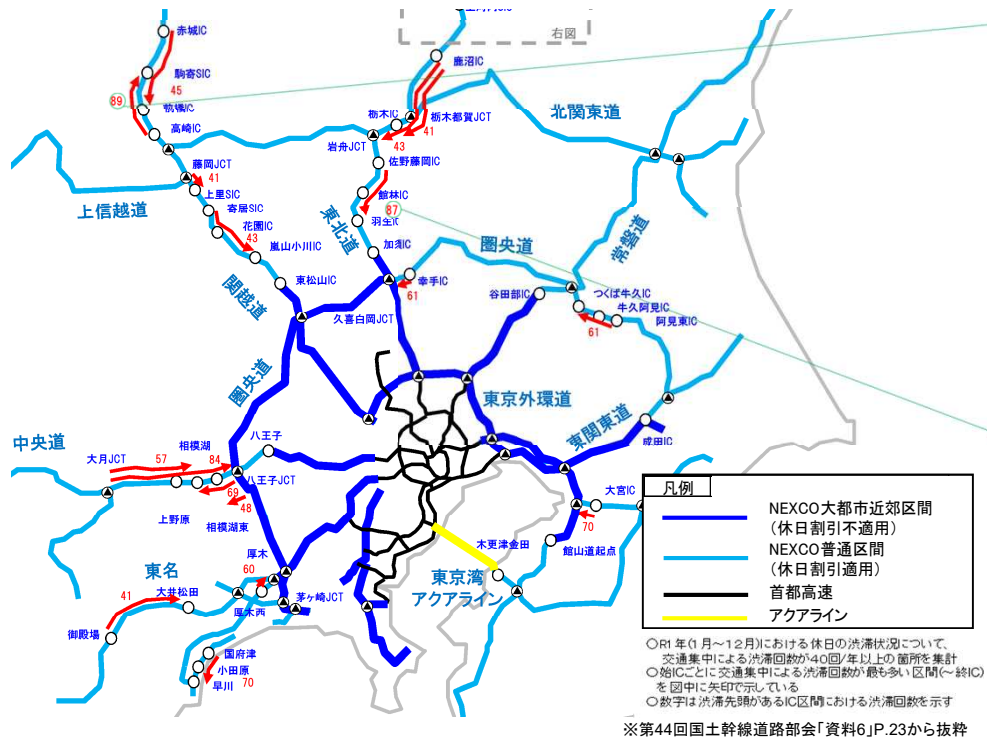 右図
赤城IC
鹿沼IC
駒寄SIC
45
89
前橋IC
高崎IC
栃木IC
栃木都賀JCT
41
43
北関東道
岩舟JCT
佐野藤岡IC
藤岡JCT
41
上里SIC
館林IC
87
上信越道
寄居SIC
羽生IC
東北道
花園IC
43
嵐山小川IC
加須IC
圏央道
常磐道
東松山IC
幸手IC
61
谷田部IC
つくば牛久IC
牛久阿見IC
阿見東IC
61
関越道
久喜白岡JCT
圏央道
東京外環道
東関東道
成田IC
中央道
相模湖
八王子
大月JCT
57
84
八王子JCT
69
48
上野原
相模湖東
大宮IC
70
木更津金田
館山道起点
東京湾
アクアライン
厚木
60
東名
大井松田
41
厚木西
茅ヶ崎JCT
御殿場
国府津
小田原
早川
70
凡例
NEXCO大都市近郊区間
(休日割引不適用)
NEXCO普通区間
(休日割引適用)
首都高速
アクアライン
○R1年(1月~12月)における休日の渋滞状況について、
交通集中による渋滞回数が40回/年以上の箇所を集計
○始ICごとに交通集中による渋滞回数が最も多い区間(~終IC)
を図中に矢印で示している
○数字は渋滞先頭があるIC区間における渋滞回数を示す
※第44回国土幹線道路部会「資料6」P.23から抜粋